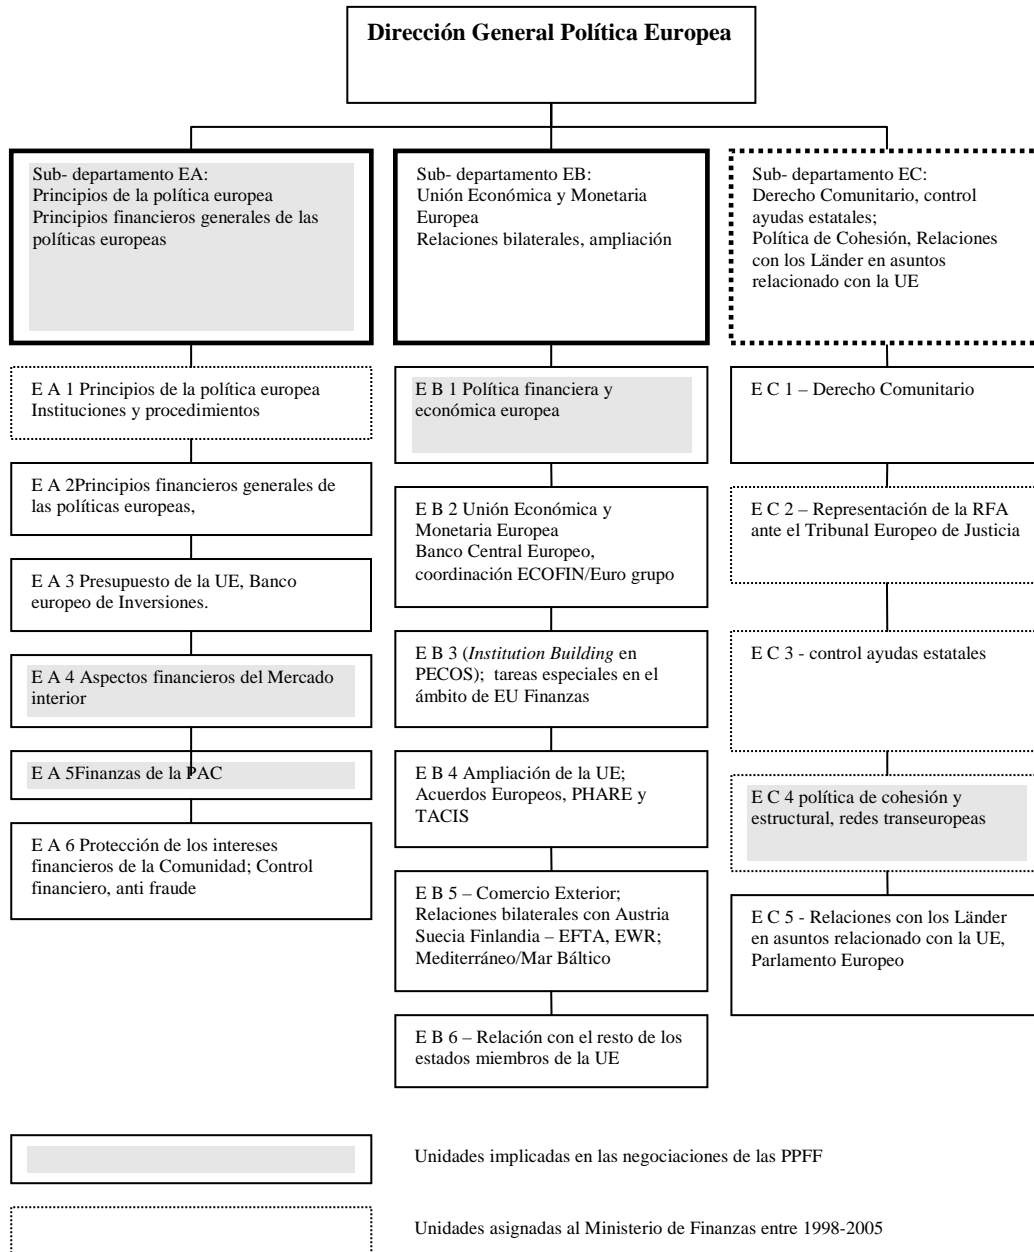 Dirección General Política Europea
Sub- departamento EA:
Principios de la política europea
Principios financieros generales de las
políticas europeas
E A 1 Principios de la política europea
Instituciones y procedimientos
E A 2Principios financieros generales de
las políticas europeas,
E A 3 Presupuesto de la UE, Banco
europeo de Inversiones.
E A 4 Aspectos financieros del Mercado
interior
E A 5Finanzas de la PAC
E A 6 Protección de los intereses
financieros de la Comunidad; Control
financiero, anti fraude
Sub- departamento EB:
Unión Económica y Monetaria
Europea
Relaciones bilaterales, ampliación
E B 1 Política financiera y
económica europea
E B 2 Unión Económica y
Monetaria Europea
Banco Central Europeo,
coordinación ECOFIN/Euro grupo
E B 3 (Institution Building en
PECOS); tareas especiales en el
ámbito de EU Finanzas
E B 4 Ampliación de la UE;
Acuerdos Europeos, PHARE y
TACIS
E B 5 – Comercio Exterior;
Relaciones bilaterales con Austria
Suecia Finlandia – EFTA, EWR;
Mediterráneo/Mar Báltico
E B 6 – Relación con el resto de los
estados miembros de la UE
Sub- departamento EC:
Derecho Comunitario, control
ayudas estatales;
Política de Cohesión, Relaciones
con los Länder en asuntos
relacionado con la UE
E C 1 – Derecho Comunitario
E C 2 – Representación de la RFA
ante el Tribunal Europeo de Justicia
E C 3 - control ayudas estatales
E C 4 política de cohesión y
estructural, redes transeuropeas
E C 5 - Relaciones con los Länder
en asuntos relacionado con la UE,
Parlamento Europeo
Unidades implicadas en las negociaciones de las PPFF
Unidades asignadas al Ministerio de Finanzas entre 1998-2005